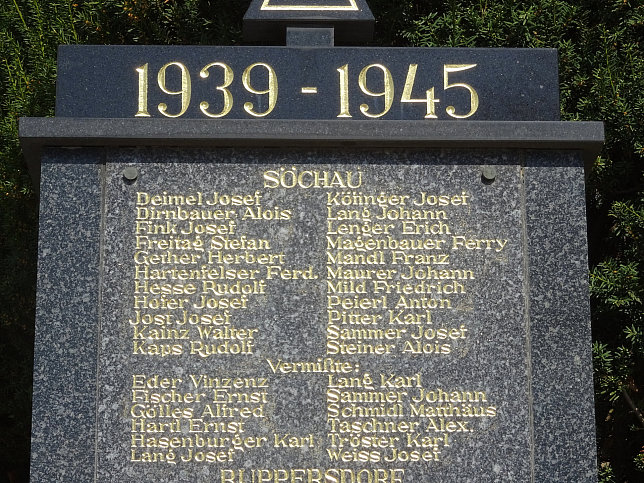 1939 - 1945
SÖCHAU
Deimel Josef
Dirnbauer Alois
Fink Josef
Freitag Stefan
Gether Herbert
Hartenfelser Ferd.
Hesse Rudolf
Hofer Josef
Jost Josef
Kainz Walter
Kaps Rudolf
Köfinger Josef
Lang Johann
Lenger Erich
Magenbauer Ferry
Mandl Franz
Maurer Johann
Mild Friedrich
Peierl Anton
Pitter Karl
Sammer Josef
Steiner Alois
Vermißte:
Eder Vinzenz
Fischer Ernst
Gölles Alfred
Hartl Ernst
Hasenburger Karl
Lang Josef
Lang Karl
Sammer Johann
Schmidl Matthäus
Taschner Alex.
Tröster Karl
Weiss Josef
RUPPERSDORF